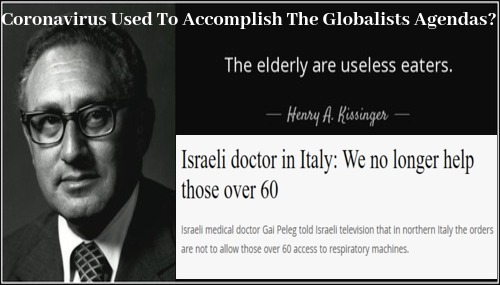 Coronavirus Used To Accomplish The Globalists Agendas?
The elderly are useless eaters.
— Henry A. Kissinger —
Israeli doctor in Italy: We no longer help
those over 60
Israeli medical doctor Gai Peleg told Israeli television that in northern Italy the orders
are not to allow those over 60 access to respiratory machines.